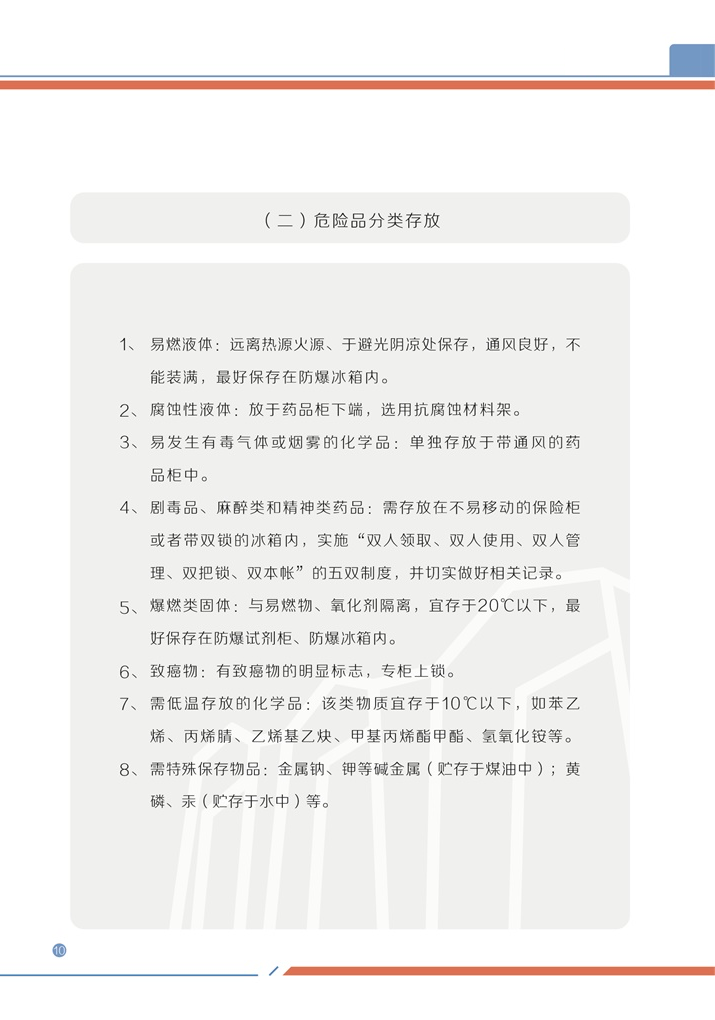 （二）危险品分类存放
1、易燃液体：远离热源火源、于避光阴凉处保存，通风良好，不
能装满，最好保存在防爆冰箱内。
2、腐蚀性液体：放于药品柜下端，选用抗腐蚀材料架。
3、易发生有毒气体或烟雾的化学品：单独存放于带通风的药
品柜中。
4、剧毒品、麻醉类和精神类药品：需存放在不易移动的保险柜
或者带双锁的冰箱内，实施“双人领取、双人使用、双人管
理、双把锁、双本帐”的五双制度，并切实做好相关记录。
5、爆燃类固体：与易燃物、氧化剂隔离，宜存于20℃以下，最
好保存在防爆试剂柜、防爆冰箱内。
6、致癌物：有致癌物的明显标志，专柜上锁。
7、需低温存放的化学品：该类物质宜存于10℃以下，如苯乙
烯、丙烯腈、乙烯基乙炔、甲基丙烯酯甲酯、氢氧化铵等。
8、需特殊保存物品：金属钠、钾等碱金属（贮存于煤油中）；黄
磷、汞（贮存于水中）等。
10